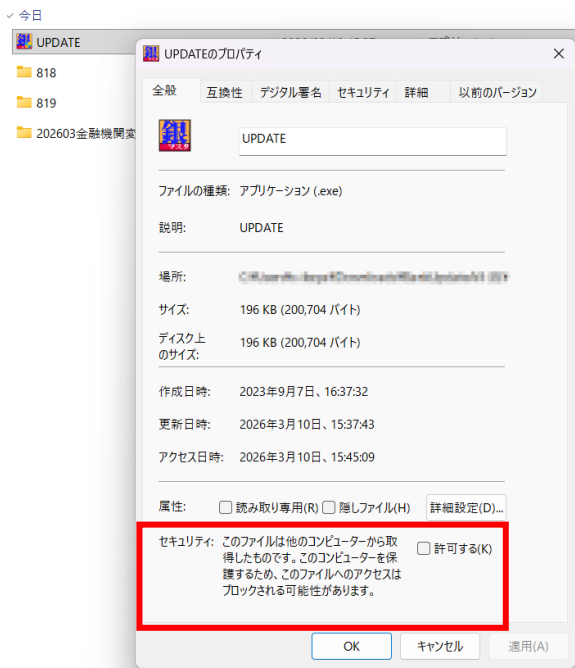 今日
UPDATE
818
819
202603金融機関変
UPDATEのプロパティ
全般 互換性 デジタル署名 セキュリティ 詳細 以前のバージョン
銀
マスタ
UPDATE
ファイルの種類: アプリケーション (.exe)
説明: UPDATE
場所:
サイズ: 196 KB (200,704 バイト)
ディスク上
のサイズ: 196 KB (200,704 バイト)
作成日時: 2023年9月7日、16:37:32
更新日時: 2026年3月10日、15:37:43
アクセス日時: 2026年3月10日、15:45:09
属性: 読み取り専用(R) 隠しファイル(H) 詳細設定(D)...
セキュリティ: このファイルは他のコンピューターから取
得したものです。このコンピューターを保
護するため、このファイルへのアクセスは
ブロックされる可能性があります。
許可する(K)
OK キャンセル 適用(A)